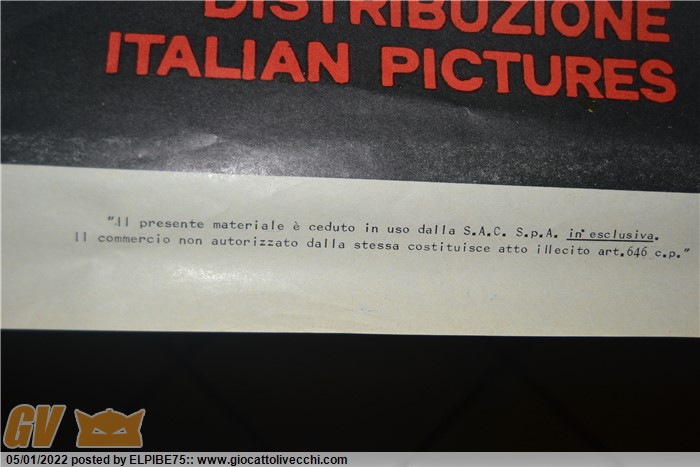 DISTRIBUZIONE
ITALIAN PICTURES
"Il presente materiale è ceduto in uso dalla S.A.C. S.p.A. in esclusiva.
Il commercio non autorizzato dalla stessa costituisce atto illecito art.646 c.p."
GV
05/01/2022 posted by ELPIBE75:: www.giocattolivecchi.com